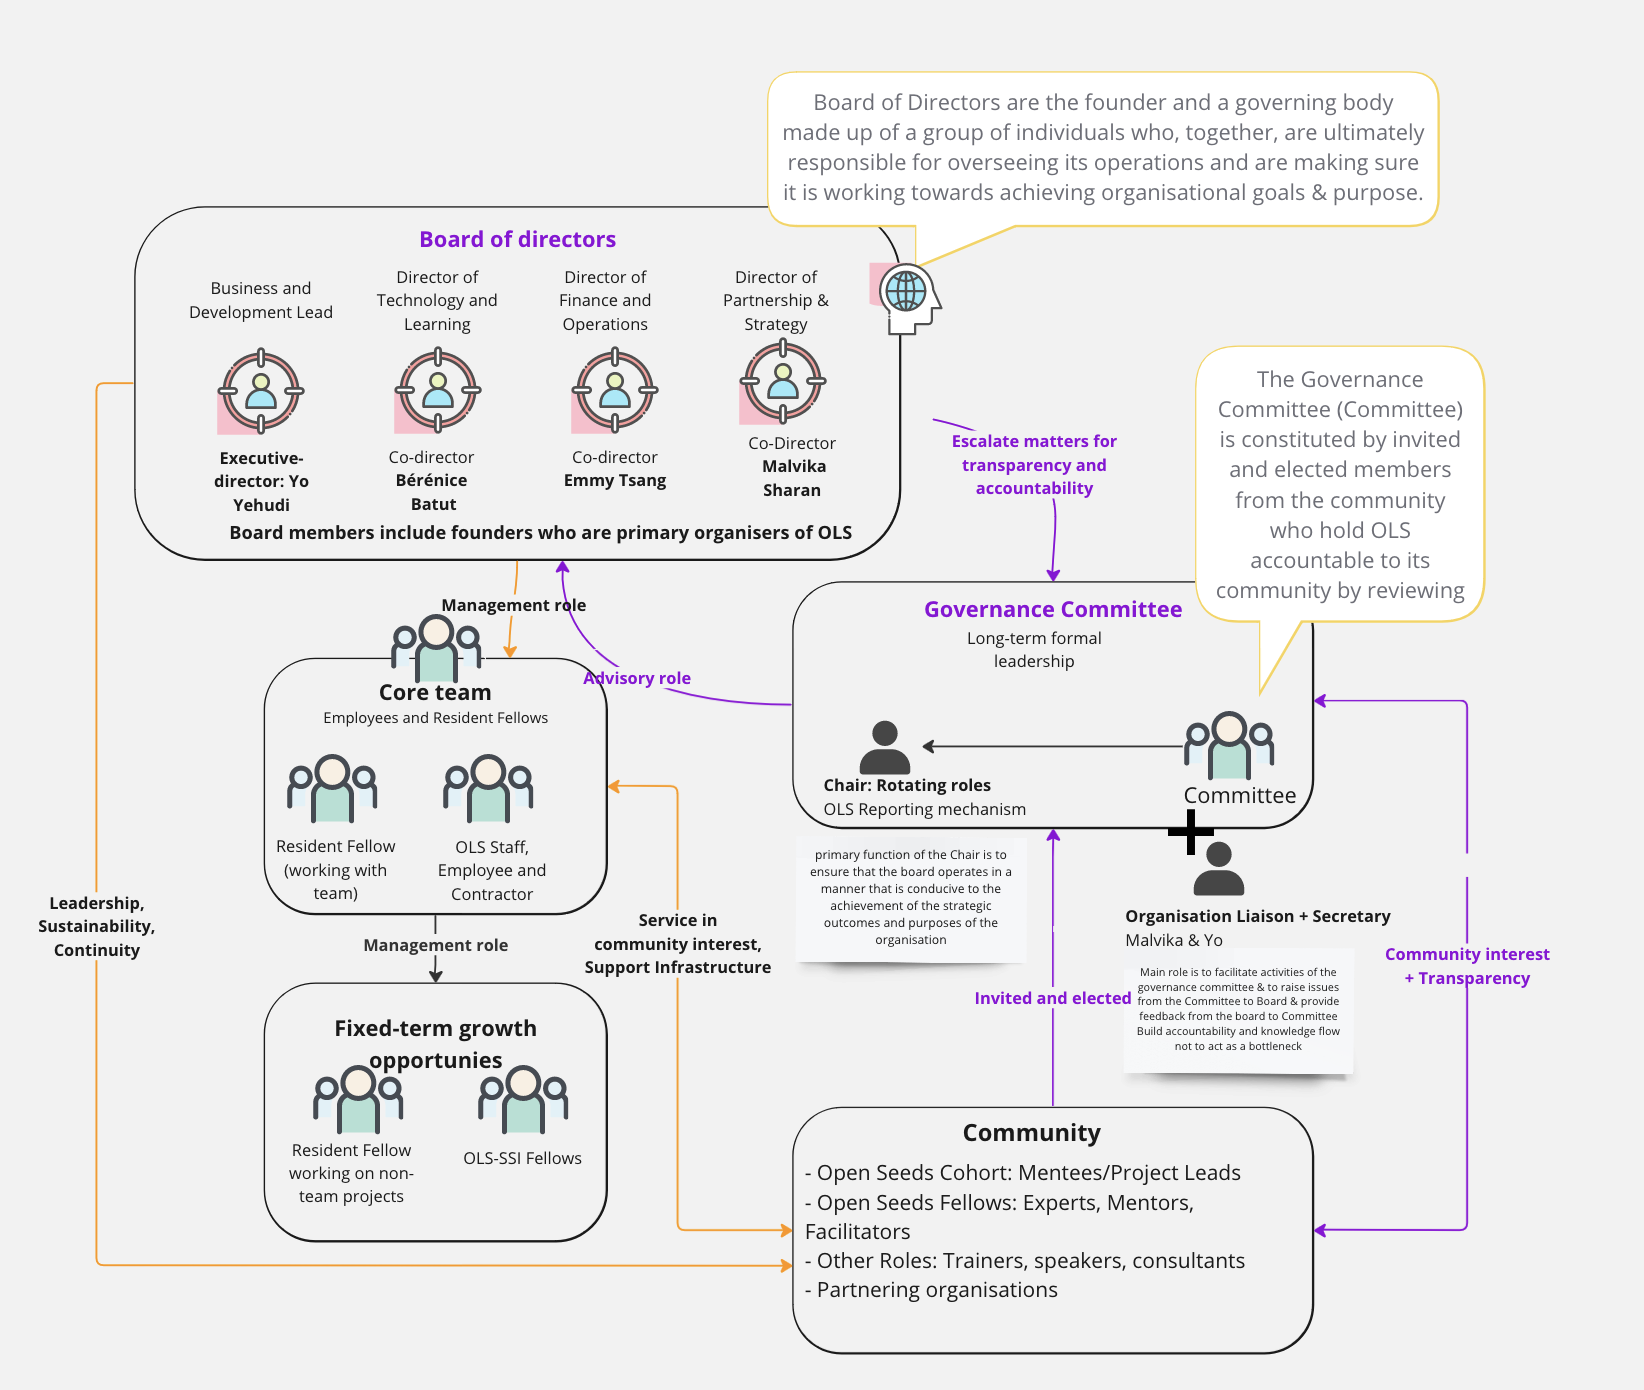 Board of Directors are the founder and a governing body
made up of a group of individuals who, together, are ultimately
responsible for overseeing its operations and are making sure
it is working towards achieving organisational goals & purpose.
Board of directors
Business and
Development Lead
Director of
Technology and
Learning
Director of
Finance and
Operations
Director of
Partnership &
Strategy
Executive-
director: Yo
Yehudi
Co-director
Bérénice
Batut
Co-director
Emmy Tsang
Co-Director
Malvika
Sharan
Board members include founders who are primary organisers of OLS
Escalate matters for
transparency and
accountability
The Governance
Committee (Committee)
is constituted by invited
and elected members
from the community
who hold OLS
accountable to its
community by reviewing
Management role
Advisory role
Core team
Employees and Resident Fellows
Resident Fellow
(working with
team)
OLS Staff,
Employee and
Contractor
Governance Committee
Long-term formal
leadership
Chair: Rotating roles
OLS Reporting mechanism
Committee
primary function of the Chair is to
ensure that the board operates in a
manner that is conducive to the
achievement of the strategic
outcomes and purposes of the
organisation
Organisation Liaison + Secretary
Malvika & Yo
Main role is to facilitate activities of the
governance committee & to raise issues
from the Committee to Board & provide
feedback from the board to Committee
Build accountability and knowledge flow
not to act as a bottleneck
Leadership,
Sustainability,
Continuity
Management role
Service in
community interest,
Support Infrastructure
Invited and elected
Community interest
+ Transparency
Fixed-term growth
opportunies
Resident Fellow
working on non-
team projects
OLS-SSI Fellows
Community
- Open Seeds Cohort: Mentees/Project Leads
- Open Seeds Fellows: Experts, Mentors,
Facilitators
- Other Roles: Trainers, speakers, consultants
- Partnering organisations